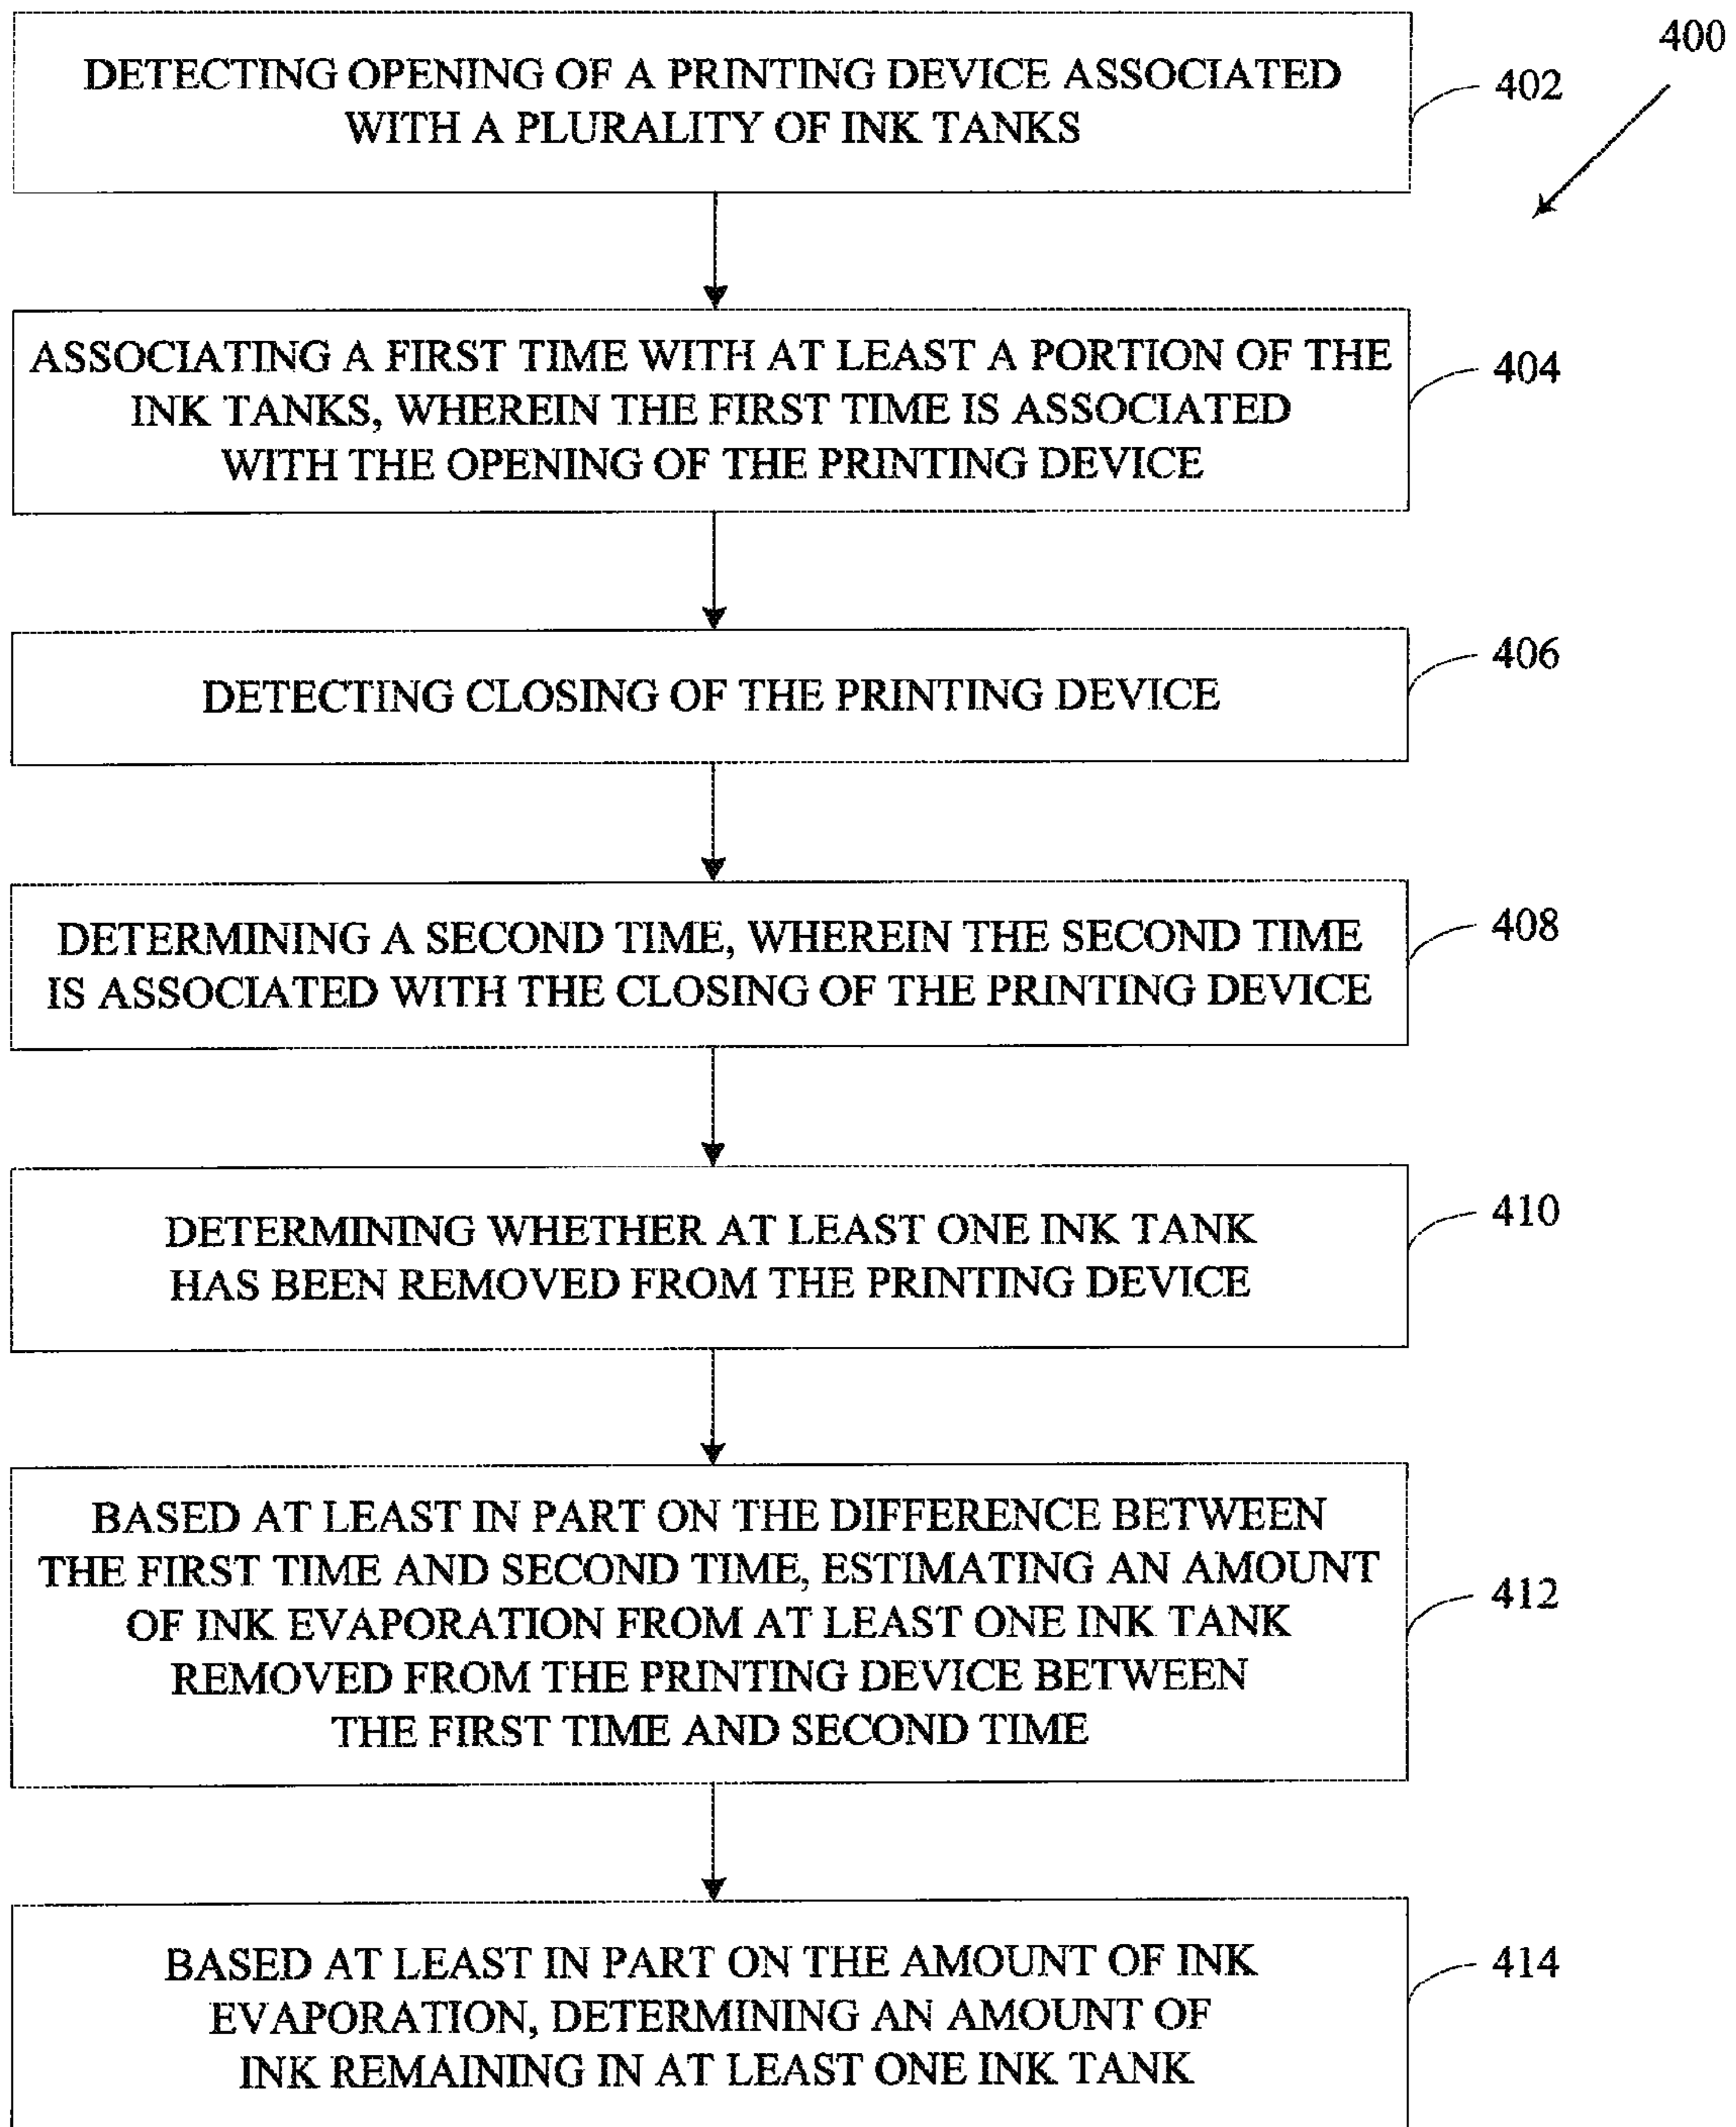 400
DETECTING OPENING OF A PRINTING DEVICE ASSOCIATED
WITH A PLURALITY OF INK TANKS
402
ASSOCIATING A FIRST TIME WITH AT LEAST A PORTION OF THE
INK TANKS, WHEREIN THE FIRST TIME IS ASSOCIATED
WITH THE OPENING OF THE PRINTING DEVICE
404
DETECTING CLOSING OF THE PRINTING DEVICE
406
DETERMINING A SECOND TIME, WHEREIN THE SECOND TIME
IS ASSOCIATED WITH THE CLOSING OF THE PRINTING DEVICE
408
DETERMINING WHETHER AT LEAST ONE INK TANK
HAS BEEN REMOVED FROM THE PRINTING DEVICE
410
BASED AT LEAST IN PART ON THE DIFFERENCE BETWEEN
THE FIRST TIME AND SECOND TIME, ESTIMATING AN AMOUNT
OF INK EVAPORATION FROM AT LEAST ONE INK TANK
REMOVED FROM THE PRINTING DEVICE BETWEEN
THE FIRST TIME AND SECOND TIME
412
BASED AT LEAST IN PART ON THE AMOUNT OF INK
EVAPORATION, DETERMINING AN AMOUNT OF
INK REMAINING IN AT LEAST ONE INK TANK
414